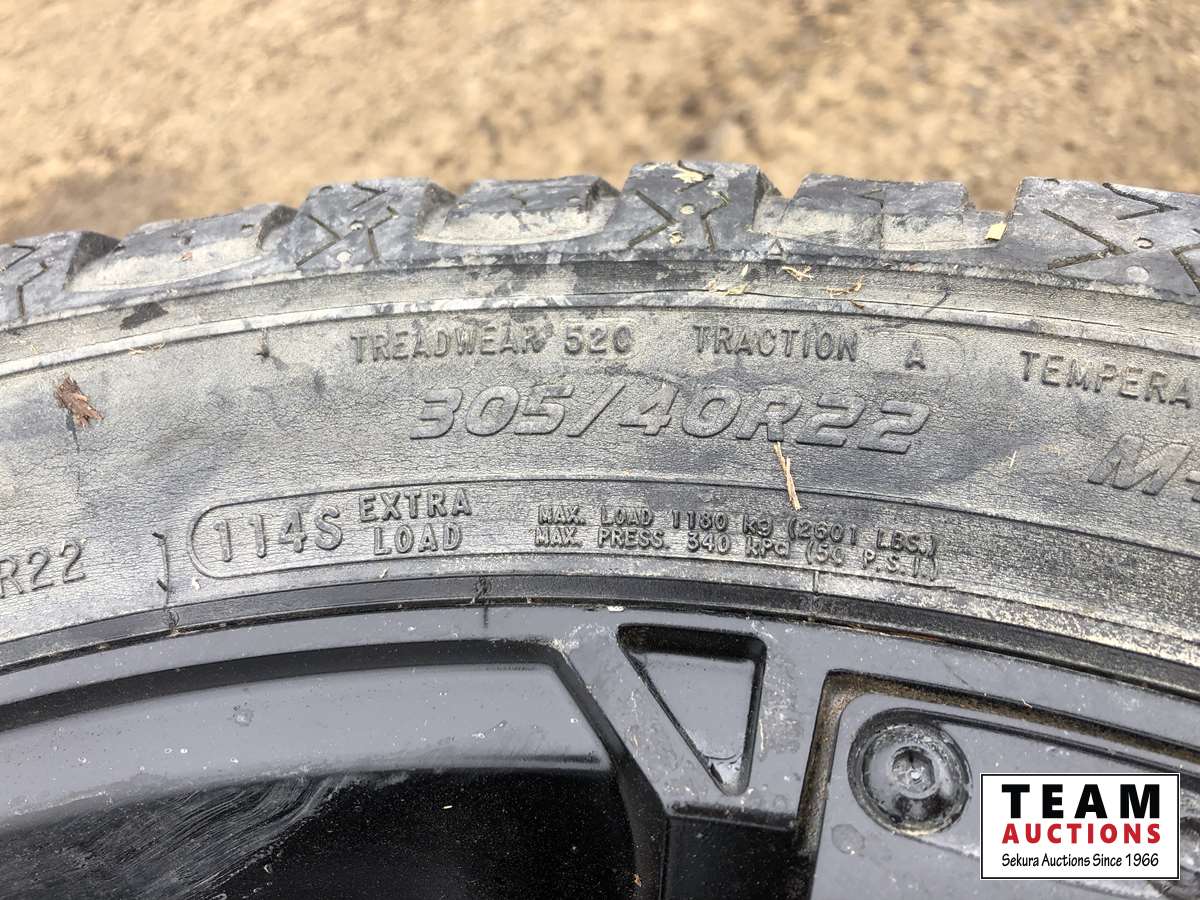 TREADWEAR 520 TRACTION A TEMPERA
305/40R22
M+
114S EXTRA LOAD
MAX. LOAD 1180 kg (2601 LBS.)
MAX. PRESS. 340 kPa (50 P.S.I.)
R22
TEAM
AUCTIONS
Sekura Auctions Since 1966